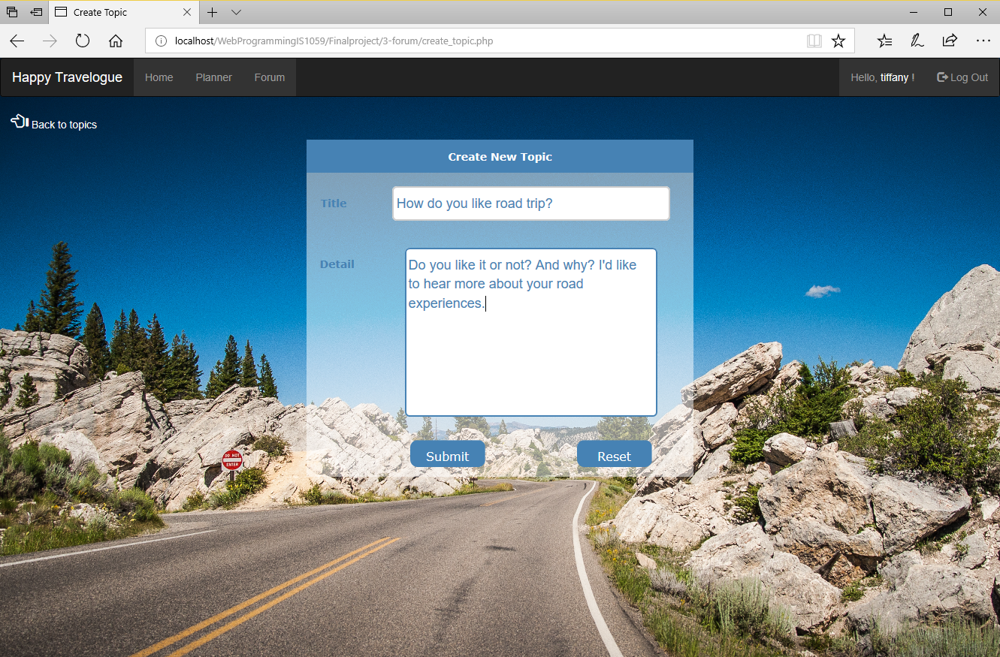 Create Topic
localhost/WebProgrammingIS1059/Finalproject/3-forum/create_topic.php
Happy Travelogue Home Planner Forum Hello, tiffany ! Log Out
Back to topics
Create New Topic
Title How do you like road trip?
Detail Do you like it or not? And why? I'd like
to hear more about your road
experiences.
DO NOT
ENTER
Submit Reset